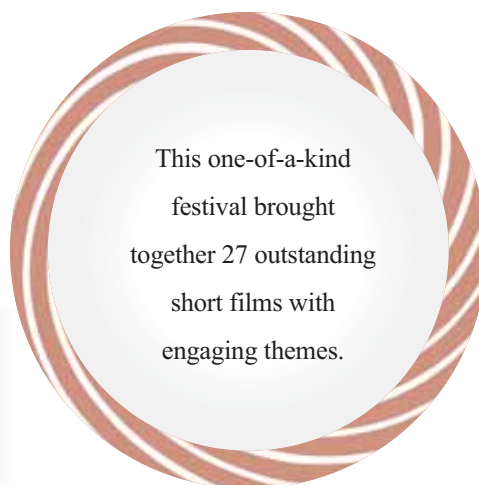 This one-of-a-kind
festival brought
together 27 outstanding
short films with
engaging themes.